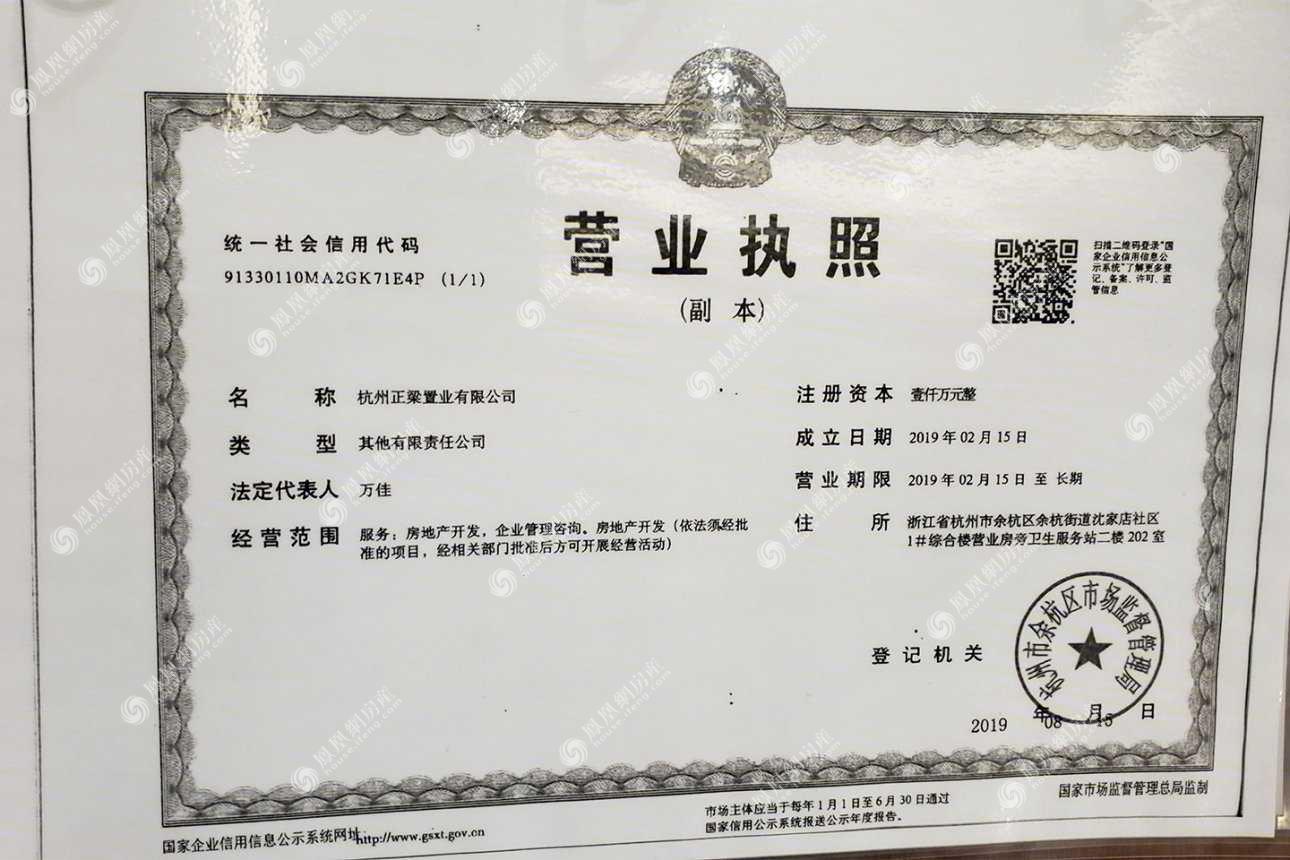 营业执照
(副 本)
统一社会信用代码
91330110MA2GK71E4P (1/1)
扫描二维码登录"国
家企业信用信息公
示系统"了解更多登
记、备案、许可、监
管信息
名 称 杭州正梁置业有限公司
类 型 其他有限责任公司
法定代表人 万佳
经营范围 服务:房地产开发,企业管理咨询。房地产开发(依法须经批
准的项目,经相关部门批准后方可开展经营活动)
注册资本 壹仟万元整
成立日期 2019年02月15日
营业期限 2019年02月15日 至 长期
住 所 浙江省杭州市余杭区余杭街道沈家店社区
1#综合楼营业房旁卫生服务站二楼202室
登记机关
杭州市余杭区市场监督管理局
2019 年 08 月 15 日
国家企业信用信息公示系统网址:http://www.gsxt.gov.cn
市场主体应当于每年1月1日至6月30日通过
国家信用公示系统报送公示年度报告。
国家市场监督管理总局监制
凤凰網房産
house.ifeng.com